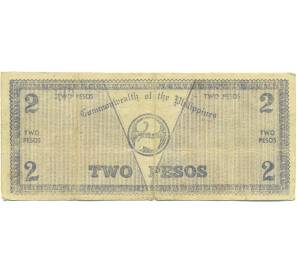 2 TWO PESOS TWO PESOS 2
Commonwealth of the Philippines
TWO PESOS TWO PESOS
2 TWO PESOS 2